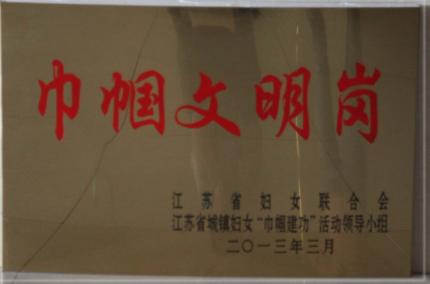 巾帼文明岗
江苏省妇女联合会
江苏省城镇妇女“巾帼建功”活动领导小组
二〇一三年三月